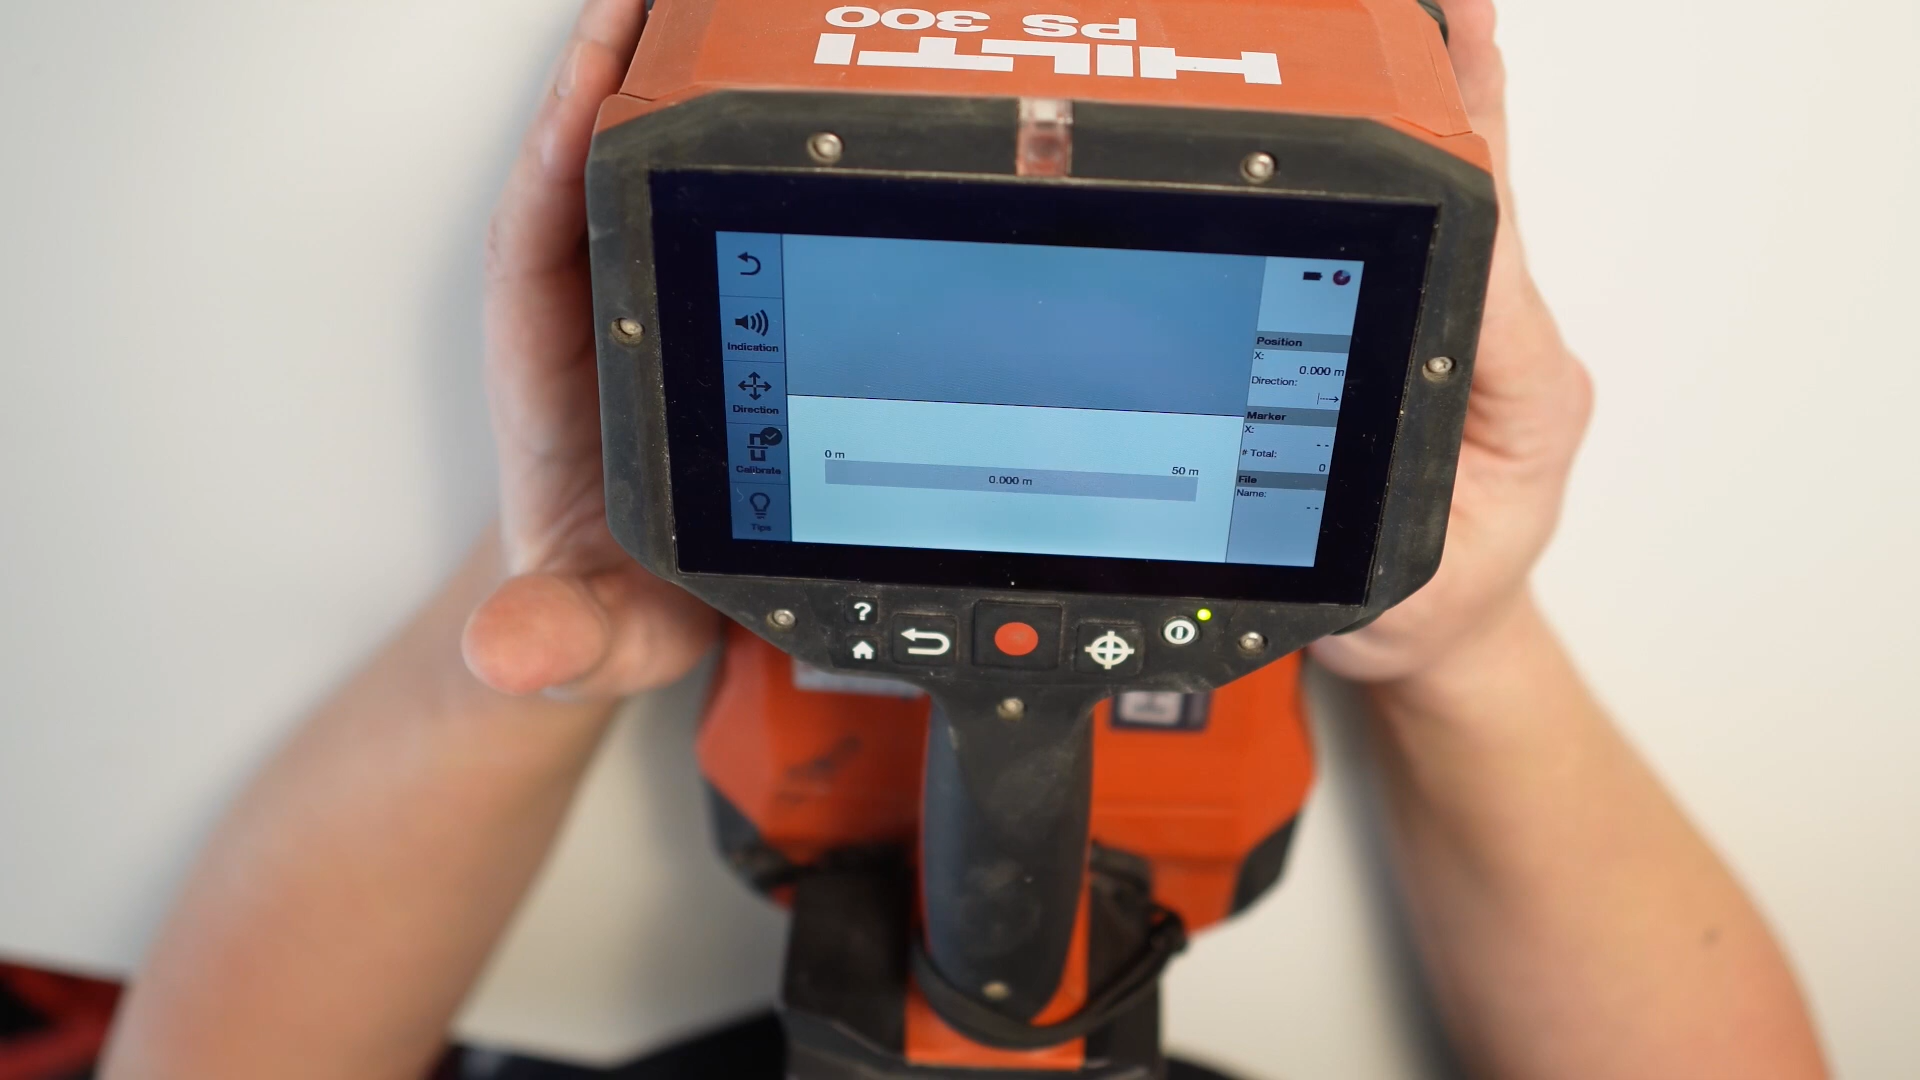 PS 300
HILTI
Indication
Direction
Calibrate
Tips
0 m
50 m
0.000 m
Position
X:
0.000 m
Direction:
Marker
X:
- -
# Total:
0
File
Name:
- -
?